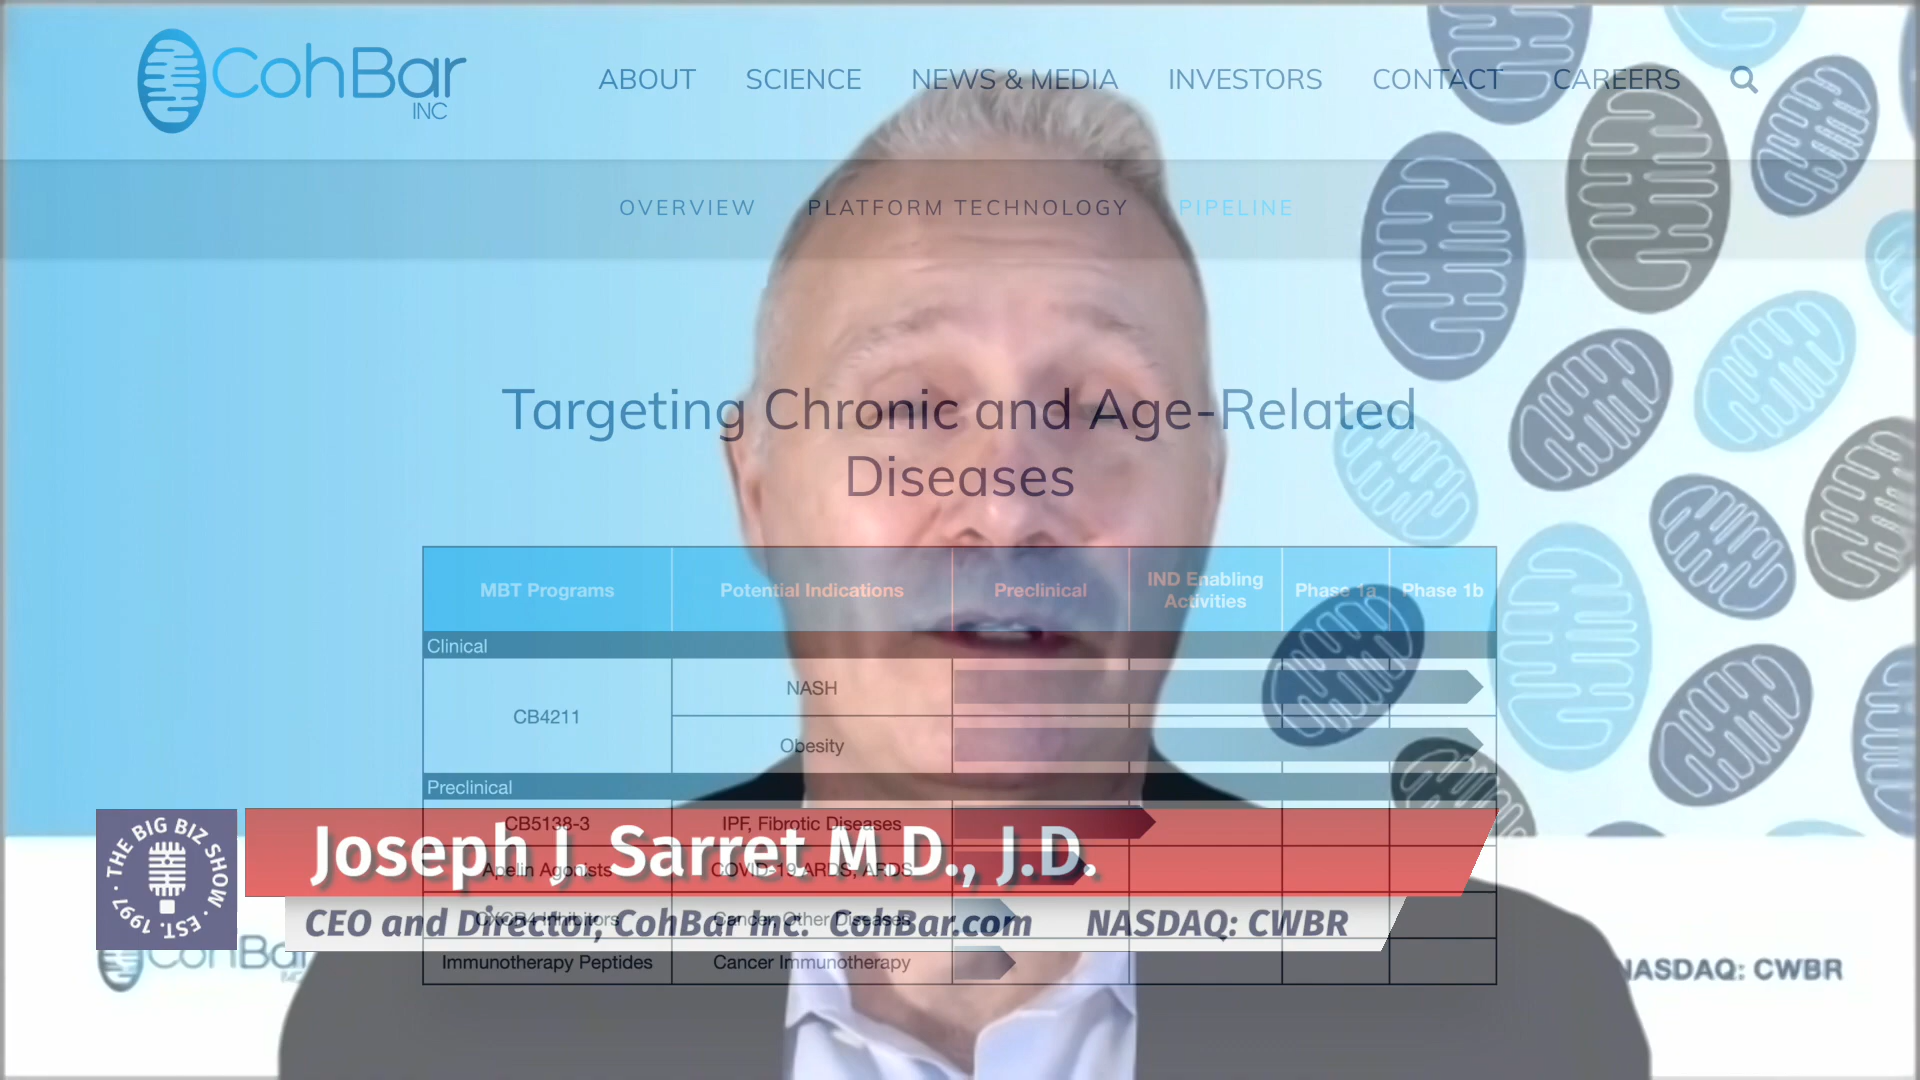 CohBar
INC
ABOUT SCIENCE NEWS & MEDIA INVESTORS CONTACT CAREERS
OVERVIEW PLATFORM TECHNOLOGY PIPELINE
Targeting Chronic and Age-Related
Diseases
MBT Programs Potential Indications Preclinical IND Enabling Activities Phase 1a Phase 1b
Clinical
CB4211 NASH
Obesity
Preclinical
CB5138-3 IPF, Fibrotic Diseases
Apelin Agonists COVID-19 ARDS, ARDS
CXCR4 Inhibitors Cancer, Other Diseases
Immunotherapy Peptides Cancer Immunotherapy
THE BIG BIZ SHOW · EST. 1997 ·
Joseph J. Sarret M.D., J.D.
CEO and Director, CohBar Inc. CohBar.com NASDAQ: CWBR
CohBar
NASDAQ: CWBR